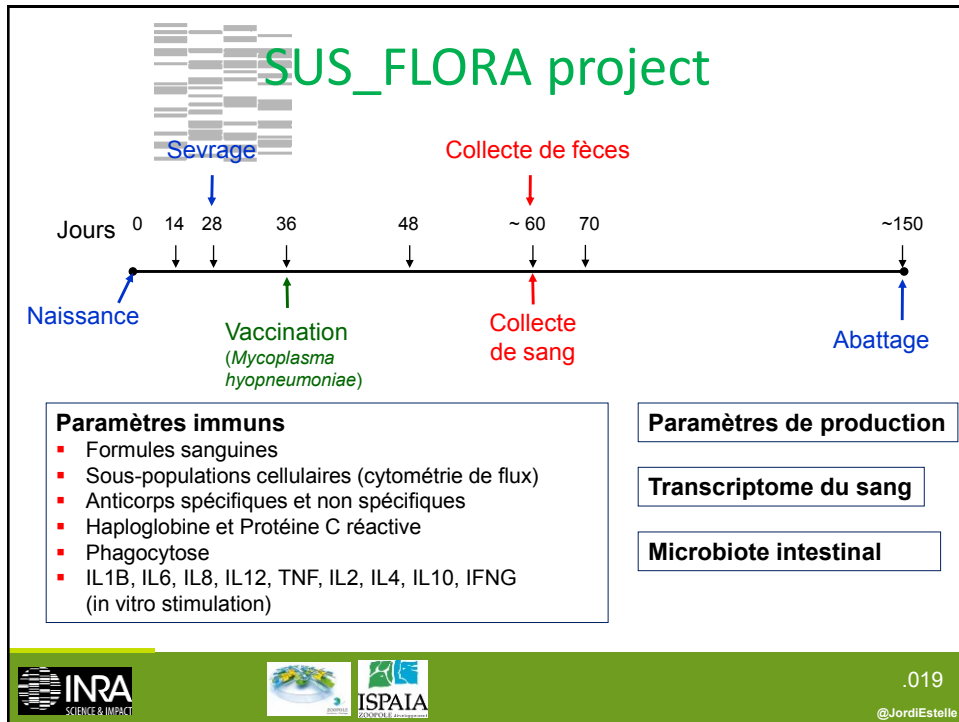 SUS_FLORA project
Sevrage
Collecte de fèces
Jours 0 14 28 36 48 ~ 60 70 ~150
Naissance
Vaccination
(Mycoplasma
hyopneumoniae)
Collecte
de sang
Abattage
Paramètres immuns
Formules sanguines
Sous-populations cellulaires (cytométrie de flux)
Anticorps spécifiques et non spécifiques
Haploglobine et Protéine C réactive
Phagocytose
IL1B, IL6, IL8, IL12, TNF, IL2, IL4, IL10, IFNG
(in vitro stimulation)
Paramètres de production
Transcriptome du sang
Microbiote intestinal
INRA
SCIENCE & IMPACT
ZOOPOLE
ISPAIA
ZOOPOLE développement
.019
@JordiEstelle